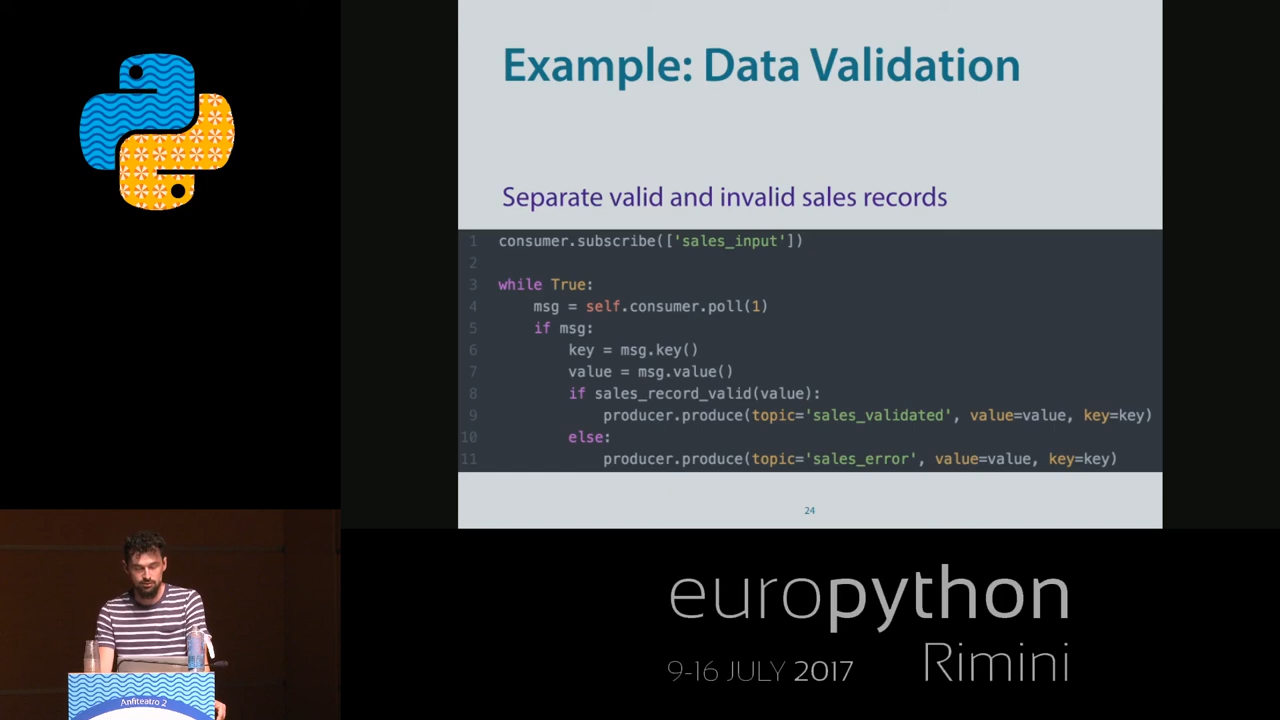 Example: Data Validation
Separate valid and invalid sales records
1 consumer.subscribe(['sales_input'])
2
3 while True:
4 msg = self.consumer.poll(1)
5 if msg:
6 key = msg.key()
7 value = msg.value()
8 if sales_record_valid(value):
9 producer.produce(topic='sales_validated', value=value, key=key)
10 else:
11 producer.produce(topic='sales_error', value=value, key=key)
24
europython
9-16 JULY 2017 Rimini
Anfiteatro 2